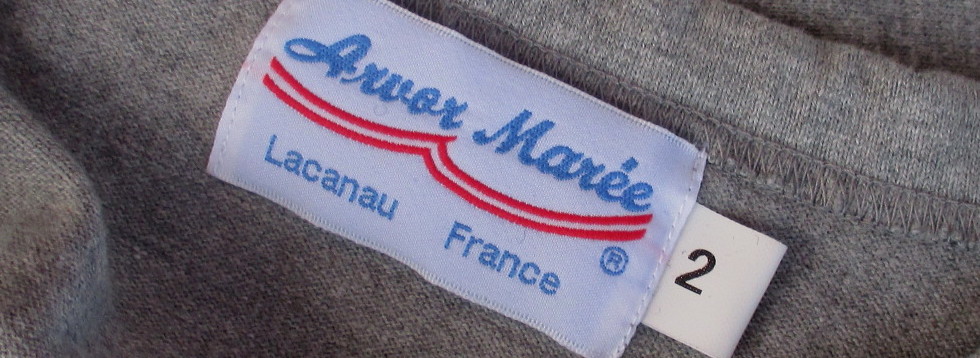 Arvor Marée
Lacanau France
®
2